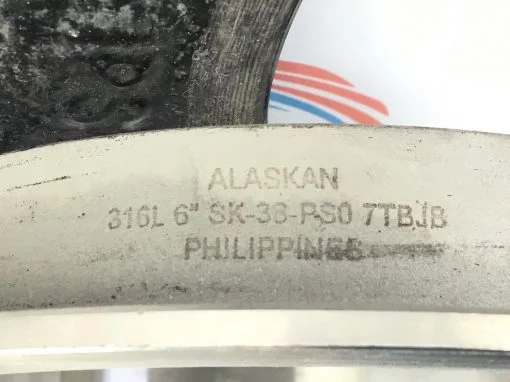 ALASKAN
316L 6" SK-38-PS0 7TBJB
PHILIPPINES